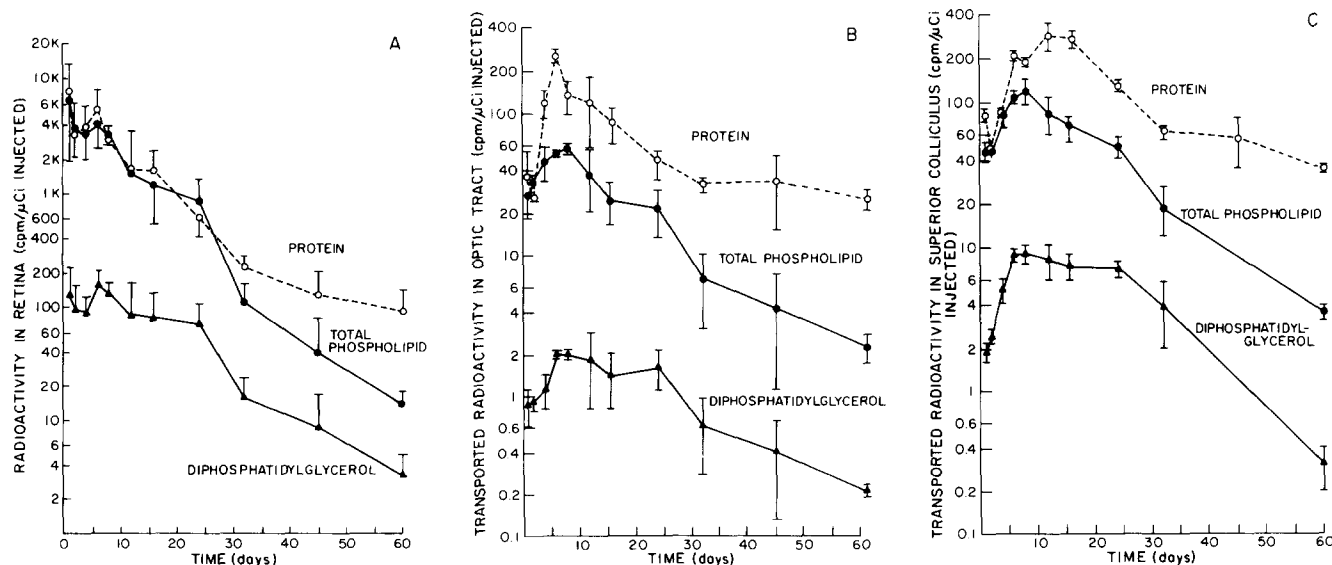 A
RADIOACTIVITY IN RETINA (cpm/μCi INJECTED)
20K
10K
6K
4K
2K
1K
600
400
200
100
60
40
20
10
6
4
2
PROTEIN
TOTAL
PHOSPHOLIPID
DIPHOSPHATIDYLGLYCEROL
0 10 20 30 40 50 60
TIME (days)
B
TRANSPORTED RADIOACTIVITY IN OPTIC TRACT (cpm/μCi INJECTED)
400
200
100
60
40
20
10
6
4
2
1
0.6
0.4
0.2
0.1
PROTEIN
TOTAL PHOSPHOLIPID
DIPHOSPHATIDYLGLYCEROL
10 20 30 40 50 60
TIME (days)
C
TRANSPORTED RADIOACTIVITY IN SUPERIOR COLLICULUS (cpm/μCi
INJECTED)
400
200
100
60
40
20
10
6
4
2
1
0.6
0.4
0.2
0.1
PROTEIN
TOTAL PHOSPHOLIPID
DIPHOSPHATIDYL-
GLYCEROL
10 20 30 40 50 60
TIME (days)